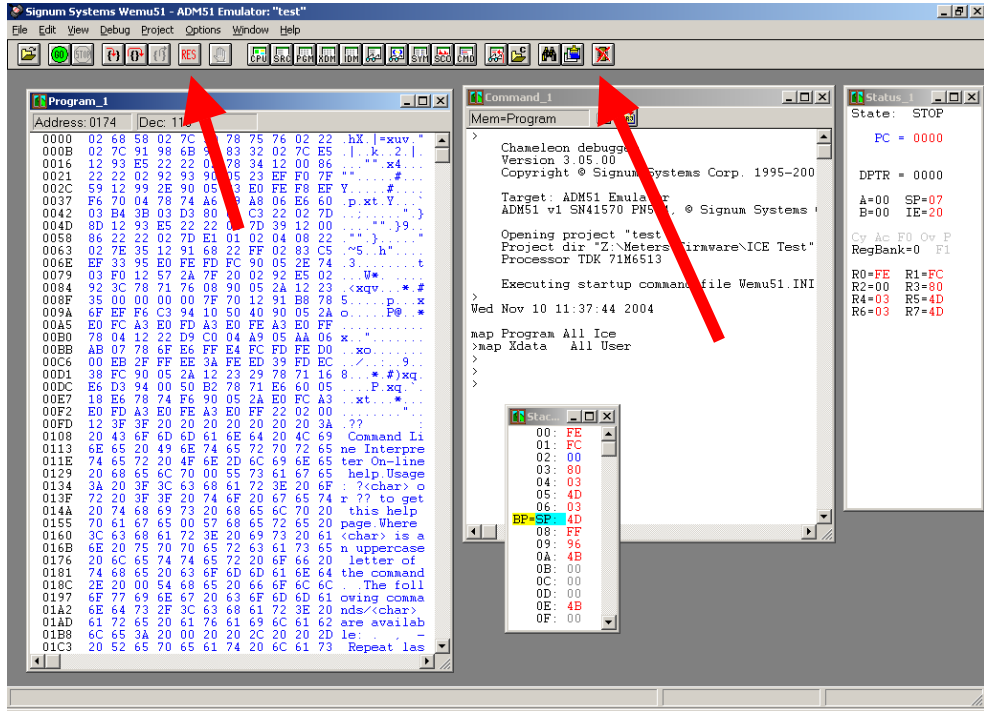 Signum Systems Wemu51 - ADM51 Emulator: "test"
File Edit View Debug Project Options Window Help
GO STOP RES CPU SRC PGM XDM IDM SYM SCO CMD
Program_1
Address: 0174 Dec:
0000 02 68 58 02 7C 78 75 76 02 22 .hX.|=xuv."
000B 02 7C 91 98 6B 83 32 02 7C E5 .|..k..2.|.
0016 12 93 E5 22 22 78 34 12 00 86 ..."".x4...
0021 22 22 02 92 93 90 05 23 EF F0 7F "".....#...
002C 59 12 99 2E 90 05 E0 FE F8 EF Y....#....
0037 F6 70 04 78 74 A6 A8 06 E6 60 .p.xt.Y...`
0042 03 B4 3B 03 D3 80 C3 22 02 7D ..;....".}
004D 12 93 E5 22 22 7D 39 12 00 ...""..}9..
0058 86 22 22 02 7D E1 01 02 04 08 22 ."".}....."
0063 02 7E 35 12 91 68 22 FF 02 83 C5 .~5..h"....
006E EF 33 95 E0 FE FD FC 90 05 2E 74 .3........t
0079 03 F0 12 57 2A 7F 20 02 92 E5 02 ...W*. ....
0084 92 3C 78 71 76 08 90 05 2A 12 23 .<xqv...*.#
008F 35 00 00 00 00 7F 70 12 91 B8 78 5.....p...x
009A 6F EF F6 C3 94 10 50 40 90 05 2A o.....P@..*
00A5 E0 FC A3 E0 FD A3 E0 FE A3 E0 FF ...........
00B0 78 04 12 22 D9 C0 04 A9 05 AA 06 x..".......
00BB AB 07 78 6F E6 FF E4 FC FD FE D0 ..xo.......
00C6 00 EB 2F FF EE 3A FE ED 39 FD EC ../..:..9..
00D1 38 FC 90 05 2A 12 23 29 78 71 16 8...*.#)xq.
00DC E6 D3 94 00 50 B2 78 71 E6 60 05 ....P.xq.`.
00E7 18 E6 78 74 F6 90 05 2A E0 FC A3 ..xt...*...
00F2 E0 FD A3 E0 FE A3 E0 FF 22 02 00 ........"..
00FD 12 3F 3F 20 20 20 20 20 20 20 3A .?? :
0108 20 43 6F 6D 6D 61 6E 64 20 4C 69 Command Li
0113 6E 65 20 49 6E 74 65 72 70 72 65 ne Interpre
011E 74 65 72 20 4F 6E 2D 6C 69 6E 65 ter On-line
0129 20 68 65 6C 70 00 55 73 61 67 65 help.Usage
0134 3A 20 3F 3C 63 68 61 72 3E 20 6F : ?<char> o
013F 72 20 3F 3F 20 74 6F 20 67 65 74 r ?? to get
014A 20 74 68 69 73 20 68 65 6C 70 20 this help
0155 70 61 67 65 00 57 68 65 72 65 20 page.Where
0160 3C 63 68 61 72 3E 20 69 73 20 61 <char> is a
016B 6E 20 75 70 70 65 72 63 61 73 65 n uppercase
0176 20 6C 65 74 74 65 72 20 6F 66 20 letter of
0181 74 68 65 20 63 6F 6D 6D 61 6E 64 the command
018C 2E 20 00 54 68 65 20 66 6F 6C 6C . .The foll
0197 6F 77 69 6E 67 20 63 6F 6D 6D 61 owing comma
01A2 6E 64 73 2F 3C 63 68 61 72 3E 20 nds/<char>
01AD 61 72 65 20 61 76 61 69 6C 61 62 are availab
01B8 6C 65 3A 20 00 20 20 2C 20 20 2D le: . , -
01C3 20 52 65 70 65 61 74 20 6C 61 73 Repeat las
Command_1
Mem=Program
>
Chameleon debugger
Version 3.05.00
Copyright © Signum Systems Corp. 1995-200
Target: ADM51 Emulator
ADM51 v1 SN41570 © Signum Systems
Opening project "test
Project dir "Z:\Meters Firmware\ICE Test"
Processor TDK 71M6513
Executing startup command file Wemu51.INI
>
Wed Nov 10 11:37:44 2004
map Program All Ice
>map Xdata All User
>
>
>
Stac...
00: FE
01: FC
02: 00
03: 80
04: 03
05: 4D
06: 03
BP=SP: 4D
08: FF
09: 96
0A: 4B
0B: 00
0C: 00
0D: 00
0E: 4B
0F: 00
Status_1
State: STOP
PC = 0000
DPTR = 0000
A=00 SP=07
B=00 IE=20
Cy Ac F0 Ov P
RegBank=0 F1
R0=FE R1=FC
R2=00 R3=80
R4=03 R5=4D
R6=03 R7=4D